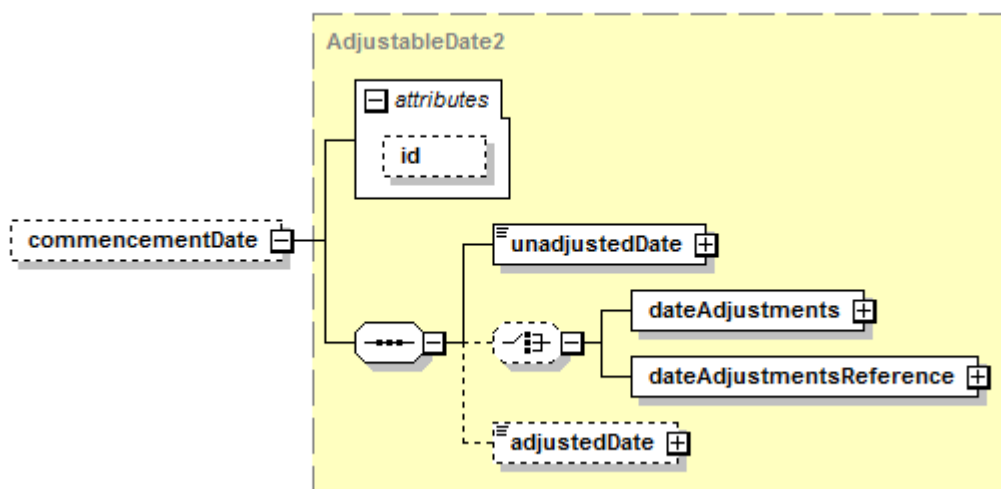 AdjustableDate2
attributes
id
commencementDate
unadjustedDate
dateAdjustments
dateAdjustmentsReference
adjustedDate